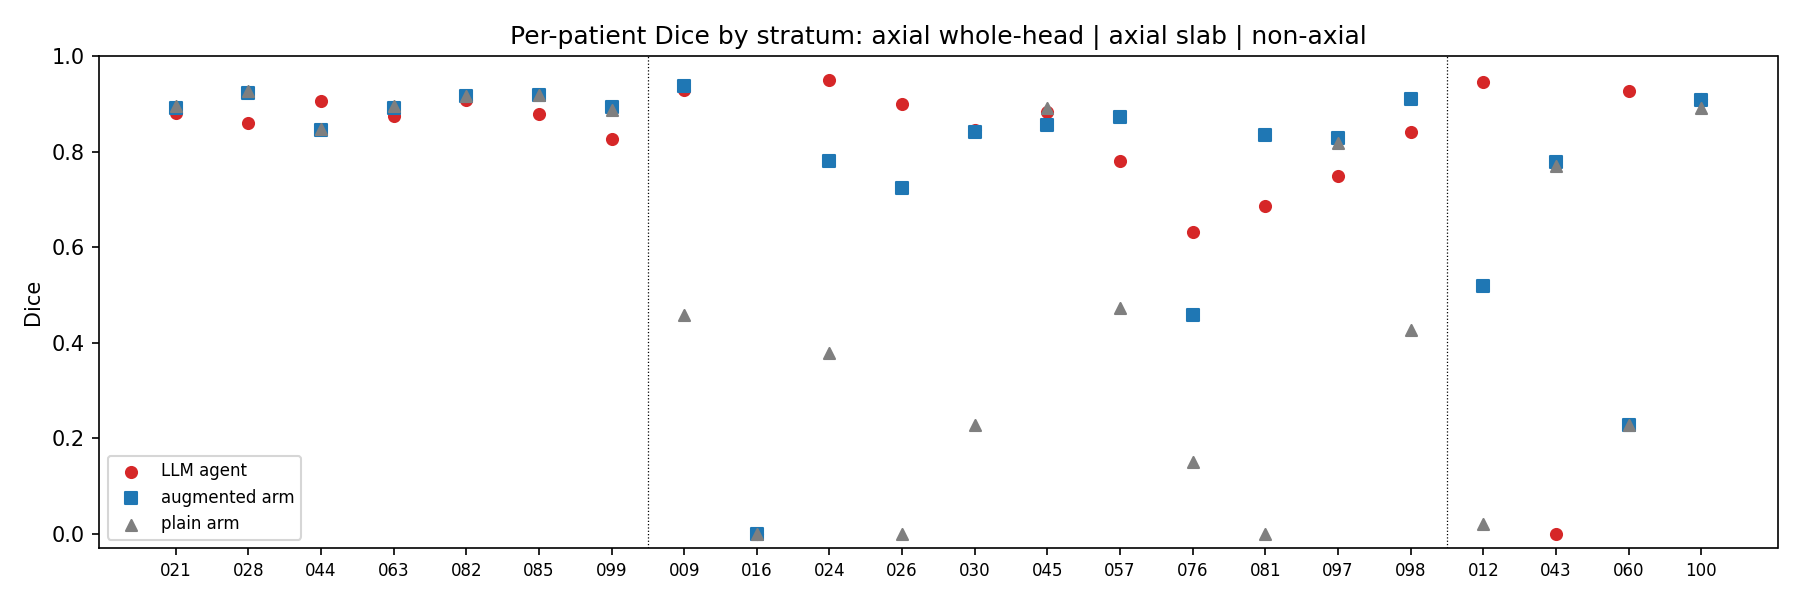 Per-patient Dice by stratum: axial whole-head | axial slab | non-axial
Dice
1.0
0.8
0.6
0.4
0.2
0.0
LLM agent
augmented arm
plain arm
021 028 044 063 082 085 099 009 016 024 026 030 045 057 076 081 097 098 012 043 060 100